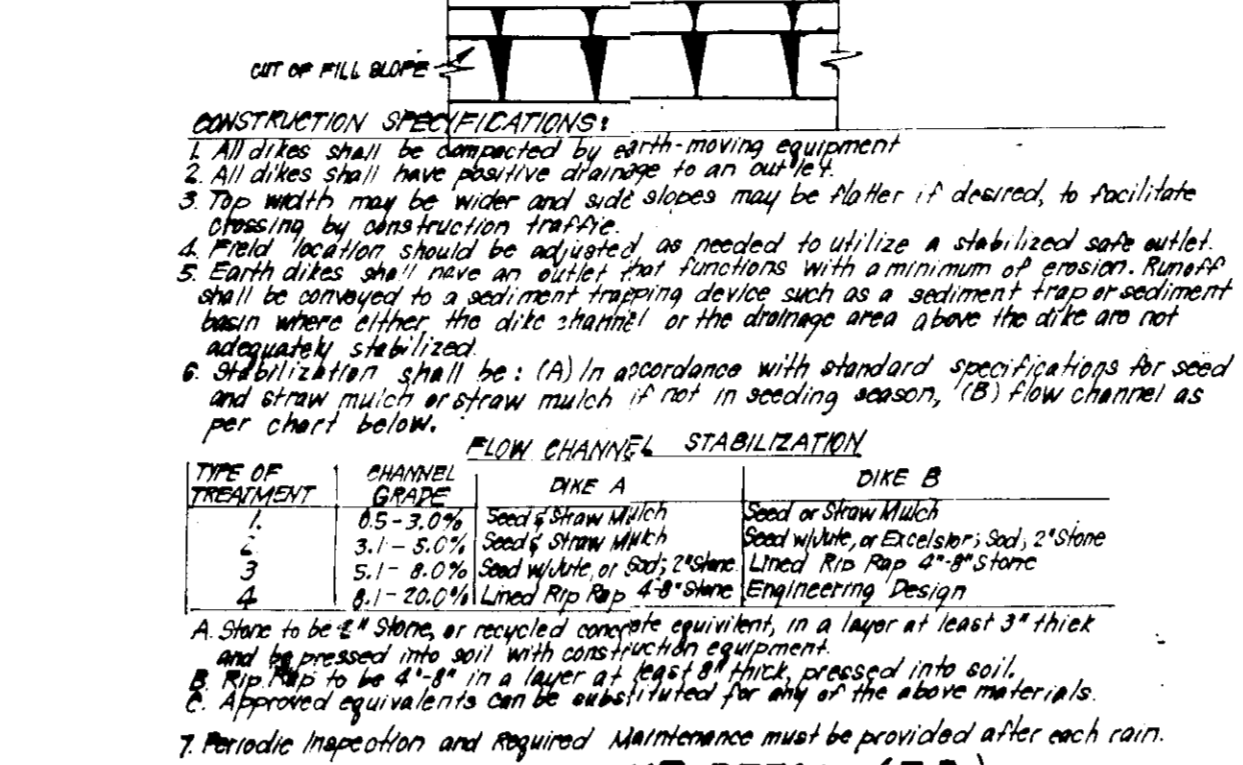 CUT OF FILL SLOPE
CONSTRUCTION SPECIFICATIONS:
1. All dikes shall be compacted by earth-moving equipment
2. All dikes shall have positive drainage to an outlet.
3. Top width may be wider and side slopes may be flatter if desired, to facilitate
crossing by construction traffic.
4. Field location should be adjusted, as needed to utilize a stabilized safe outlet.
5. Earth dikes shall have an outlet that functions with a minimum of erosion. Runoff
shall be conveyed to a sediment trapping device such as a sediment trap or sediment
basin where either the dike channel or the drainage area above the dike are not
adequately stabilized.
6. Stabilization shall be: (A) In accordance with standard specifications for seed
and straw mulch or straw mulch if not in seeding season, (B) flow channel as
per chart below.
FLOW CHANNEL STABILIZATION
TYPE OF TREATMENT CHANNEL GRADE DIKE A DIKE B
1. 0.5-3.0% Seed & Straw Mulch Seed or Straw Mulch
2. 3.1-5.0% Seed & Straw Mulch Seed w/Jute, or Excelsior; Sod; 2" Stone
3 5.1-8.0% Seed w/Jute, or Sod; 2" Stone Lined Rip Rap 4"-8" Stone
4 8.1-20.0% Lined Rip Rap 4-8" Stone Engineering Design
A. Stone to be 2" Stone, or recycled concrete equivilent, in a layer at least 3" thick
and be pressed into soil with construction equipment.
B. Rip Rap to be 4"-8" in a layer at least 8" thick, pressed into soil.
C. Approved equivalents can be substituted for any of the above materials.
7. Periodic Inspection and Required Maintenance must be provided after each rain.